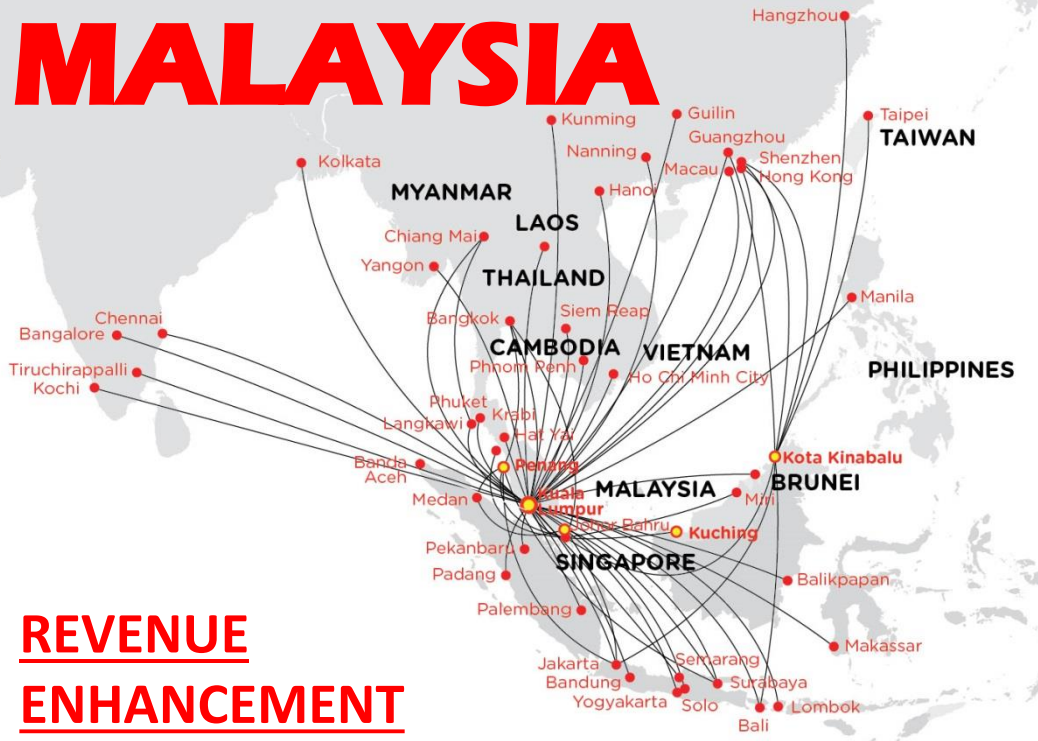 MALAYSIA
Hangzhou
Kunming
Guilin
Taipei
TAIWAN
Guangzhou
Nanning
Shenzhen
Macau
Hong Kong
Kolkata
MYANMAR
Hanoi
LAOS
Chiang Mai
Yangon
THAILAND
Manila
Siem Reap
Bangkok
Chennai
Bangalore
CAMBODIA
VIETNAM
Phnom Penh
Ho Chi Minh City
PHILIPPINES
Tiruchirappalli
Kochi
Phuket
Krabi
Langkawi
Hat Yai
Banda
Aceh
Penang
Kota Kinabalu
BRUNEI
Medan
Kuala
Lumpur
MALAYSIA
Miri
Johor Bahru
Kuching
Pekanbaru
SINGAPORE
Padang
Balikpapan
Palembang
REVENUE
ENHANCEMENT
Makassar
Jakarta
Semarang
Bandung
Surabaya
Yogyakarta
Solo
Lombok
Bali